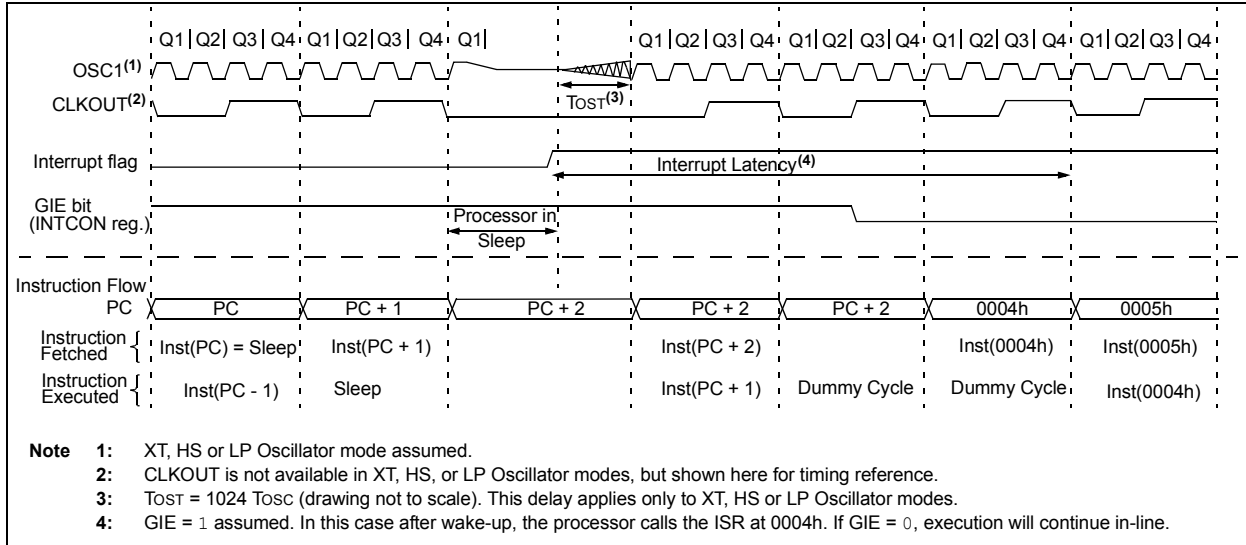 Q1 | Q2 | Q3 | Q4 Q1 | Q2 | Q3 | Q4 Q1 | Q1 | Q2 | Q3 | Q4 Q1 | Q2 | Q3 | Q4 Q1 | Q2 | Q3 | Q4 Q1 | Q2 | Q3 | Q4
OSC1(1)
TOST(3)
CLKOUT(2)
Interrupt flag
Interrupt Latency(4)
GIE bit
(INTCON reg.)
Processor in
Sleep
Instruction Flow
PC PC PC + 1 PC + 2 PC + 2 PC + 2 0004h 0005h
Instruction
Fetched
Inst(PC) = Sleep Inst(PC + 1) Inst(PC + 2) Inst(0004h) Inst(0005h)
Instruction
Executed
Inst(PC - 1) Sleep Inst(PC + 1) Dummy Cycle Dummy Cycle Inst(0004h)
Note 1: XT, HS or LP Oscillator mode assumed.
2: CLKOUT is not available in XT, HS, or LP Oscillator modes, but shown here for timing reference.
3: TOST = 1024 TOSC (drawing not to scale). This delay applies only to XT, HS or LP Oscillator modes.
4: GIE = 1 assumed. In this case after wake-up, the processor calls the ISR at 0004h. If GIE = 0, execution will continue in-line.